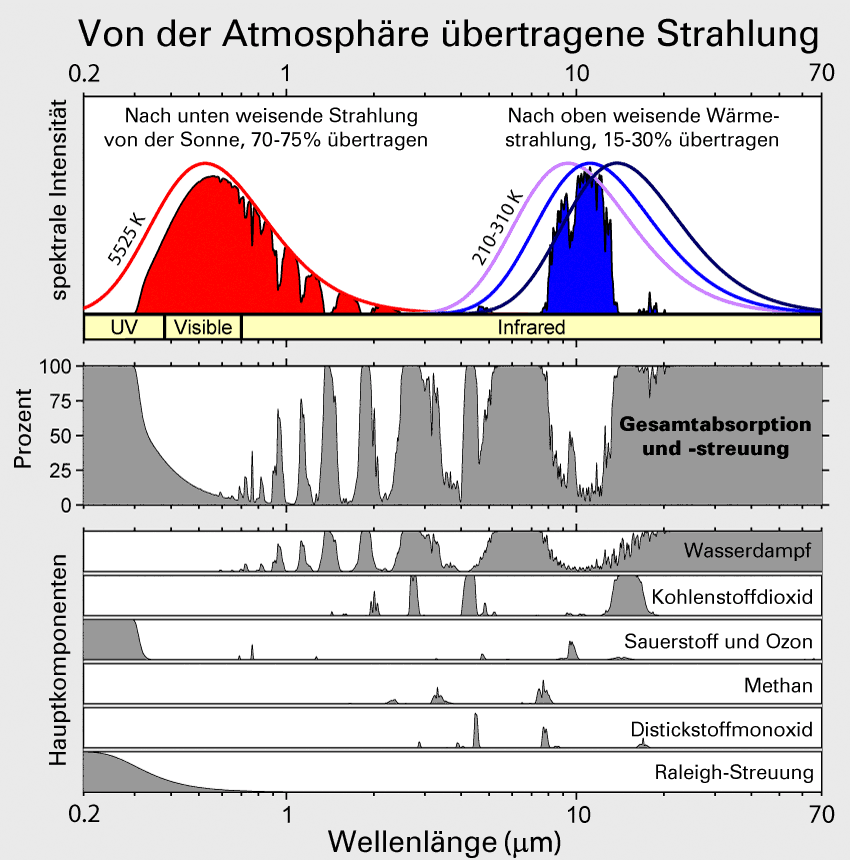 Von der Atmosphäre übertragene Strahlung
0.2 1 10 70
spektrale Intensität
Nach unten weisende Strahlung
von der Sonne, 70-75% übertragen
Nach oben weisende Wärme-
strahlung, 15-30% übertragen
5525 K
210-310 K
UV Visible Infrared
Prozent
100
75
50
25
0
Gesamtabsorption
und -streuung
Hauptkomponenten
Wasserdampf
Kohlenstoffdioxid
Sauerstoff und Ozon
Methan
Distickstoffmonoxid
Raleigh-Streuung
0.2 1 10 70
Wellenlänge (μm)